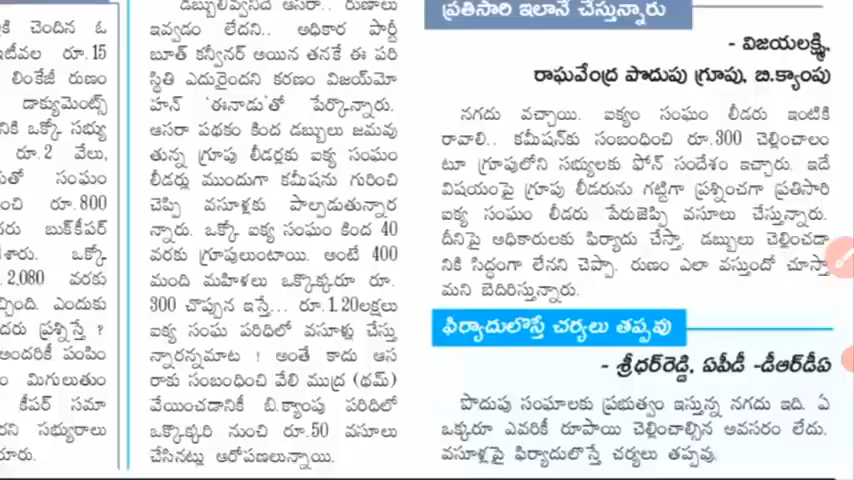 కి చెందిన ఓ
రూ.15
లింకేజీ రుణం
డాక్యుమెంట్స్
నికి ఒక్కో సభ్యు
రూ.2 వేలు,
సంఘం
ంచి రూ.800
బుక్‌కీపర్
శారు. ఒక్కో
2,080 వరకు
చ్చింది. ఎందుకు
దరు ప్రశ్నిస్తే ?
అందరికీ పంపిం
ం మిగులుతుం
కీపర్ సమా
రని సభ్యురాలు
డబ్బులివ్వనిదే ఆసరా.. రుణాలు
ఇవ్వడం లేదని.. అధికార పార్టీ
బూత్ కన్వీనర్ అయిన తనకే ఈ పరి
స్థితి ఎదురైందని కరణం విజయ్‌మో
హన్ ‘ఈనాడు’తో పేర్కొన్నారు.
ఆసరా పథకం కింద డబ్బులు జమవు
తున్న గ్రూపు లీడర్లకు ఐక్య సంఘం
లీడర్లు ముందుగా కమీషను గురించి
చెప్పి వసూళ్లకు పాల్పడుతున్నార
న్నారు. ఒక్కో ఐక్య సంఘం కింద 40
వరకు గ్రూపులుంటాయి. అంటే 400
మంది మహిళలు ఒక్కొక్కరూ రూ.
300 చొప్పున ఇస్తే... రూ.1.20లక్షలు
ఐక్య సంఘ పరిధిలో వసూళ్లు చేస్తు
న్నారన్నమాట ! అంతే కాదు ఆస
రాకు సంబంధించి వేలి ముద్ర (థమ్)
వేయించడానికి బి.క్యాంపు పరిధిలో
ఒక్కొక్కరి నుంచి రూ.50 వసూలు
చేసినట్లు ఆరోపణలున్నాయి.
ప్రతిసారి ఇలానే చేస్తున్నారు
- విజయలక్ష్మి,
రాఘవేంద్ర పొదుపు గ్రూపు, బి.క్యాంపు
నగదు వచ్చాయి. ఐక్యం సంఘం లీడరు ఇంటికి
రావాలి.. కమీషన్‌కు సంబంధించి రూ.300 చెల్లించాలం
టూ గ్రూపులోని సభ్యులకు ఫోన్ సందేశం ఇచ్చారు. ఇదే
విషయంపై గ్రూపు లీడరును గట్టిగా ప్రశ్నించగా ప్రతిసారి
ఐక్య సంఘం లీడరు పేరుజెప్పి వసూలు చేస్తున్నారు.
దీనిపై అధికారులకు ఫిర్యాదు చేస్తా. డబ్బులు చెల్లించడా
నికి సిద్ధంగా లేనని చెప్పా. రుణం ఎలా వస్తుందో చూస్తా
మని బెదిరిస్తున్నారు.
ఫిర్యాదులొస్తే చర్యలు తప్పవు
- శ్రీధర్‌రెడ్డి, ఏపీడీ -డీఆర్‌డీఏ
పొదుపు సంఘాలకు ప్రభుత్వం ఇస్తున్న నగదు ఇది. ఏ
ఒక్కరూ ఎవరికీ రూపాయి చెల్లించాల్సిన అవసరం లేదు.
వసూళ్లపై ఫిర్యాదులొస్తే చర్యలు తప్పవు.